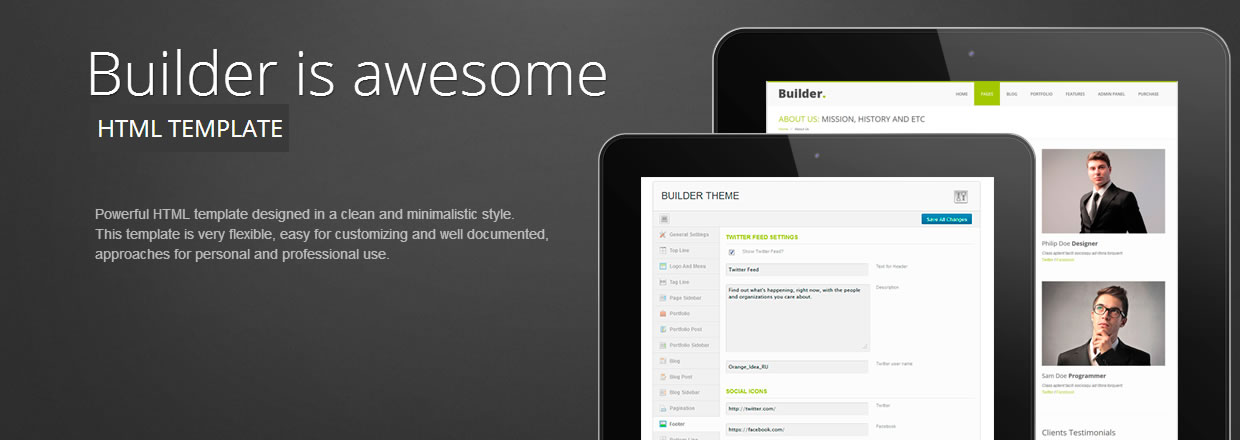 Builder is awesome
HTML TEMPLATE
Powerful HTML template designed in a clean and minimalistic style.
This template is very flexible, easy for customizing and well documented,
approaches for personal and professional use.
Builder.
HOME PAGES BLOG PORTFOLIO FEATURES ADMIN PANEL PURCHASE
ABOUT US: MISSION, HISTORY AND ETC
Home / About Us
Philip Doe Designer
Sam Doe Programmer
Clients Testimonials
BUILDER THEME
Save All Changes
General Settings
Top Line
Logo And Menu
Tag Line
Page Sidebar
Portfolio
Portfolio Post
Portfolio Sidebar
Blog
Blog Post
Blog Sidebar
Pagination
Footer
Bottom Line
TWITTER FEED SETTINGS
Show Twitter Feed?
Twitter Feed
Text for Header
Find out what's happening, right now, with the people
and organizations you care about.
Description
Orange_Idea_RU
Twitter user name
SOCIAL ICONS
http://twitter.com/
Twitter
https://facebook.com/
Facebook